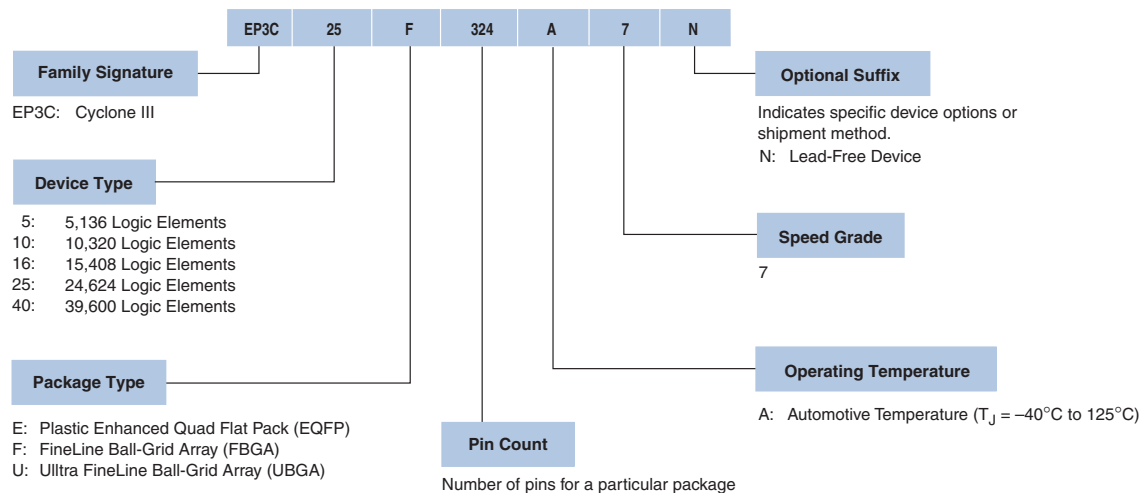 EP3C 25 F 324 A 7 N
Family Signature
EP3C: Cyclone III
Device Type
5: 5,136 Logic Elements
10: 10,320 Logic Elements
16: 15,408 Logic Elements
25: 24,624 Logic Elements
40: 39,600 Logic Elements
Package Type
E: Plastic Enhanced Quad Flat Pack (EQFP)
F: FineLine Ball-Grid Array (FBGA)
U: Ulltra FineLine Ball-Grid Array (UBGA)
Pin Count
Number of pins for a particular package
Optional Suffix
Indicates specific device options or
shipment method.
N: Lead-Free Device
Speed Grade
7
Operating Temperature
A: Automotive Temperature (TJ = –40°C to 125°C)